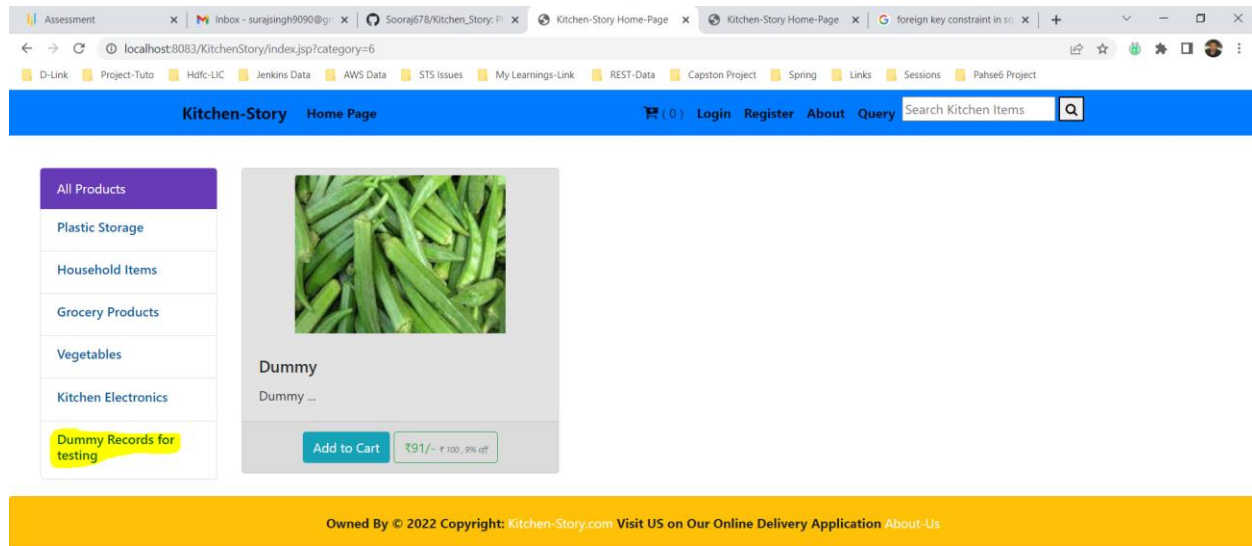 Assessment
Inbox - surajsingh9090@gm
Sooraj678/Kitchen_Story: P
Kitchen-Story Home-Page
Kitchen-Story Home-Page
foreign key constraint in sq
localhost:8083/KitchenStory/index.jsp?category=6
D-Link Project-Tuto Hdfc-LIC Jenkins Data AWS Data STS Issues My Learnings-Link REST-Data Capston Project Spring Links Sessions Pahse6 Project
Kitchen-Story Home Page ( 0 ) Login Register About Query Search Kitchen Items
All Products
Plastic Storage
Household Items
Grocery Products
Vegetables
Kitchen Electronics
Dummy Records for
testing
Dummy
Dummy ...
Add to Cart ₹91/- ₹ 100 , 9% off
Owned By © 2022 Copyright: Kitchen-Story.com Visit US on Our Online Delivery Application About-Us